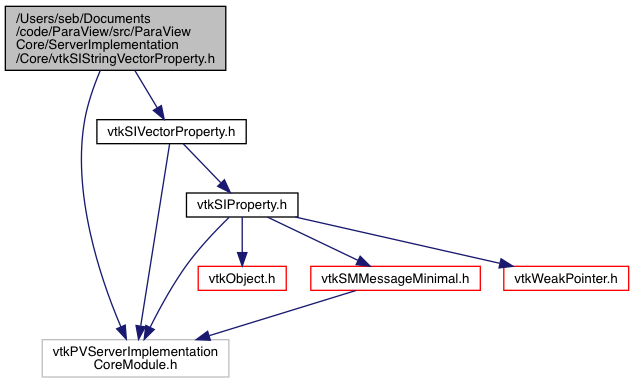 /Users/seb/Documents
/code/ParaView/src/ParaView
Core/ServerImplementation
/Core/vtkSIStringVectorProperty.h
vtkSIVectorProperty.h
vtkSIProperty.h
vtkObject.h
vtkSMMessageMinimal.h
vtkWeakPointer.h
vtkPVServerImplementation
CoreModule.h